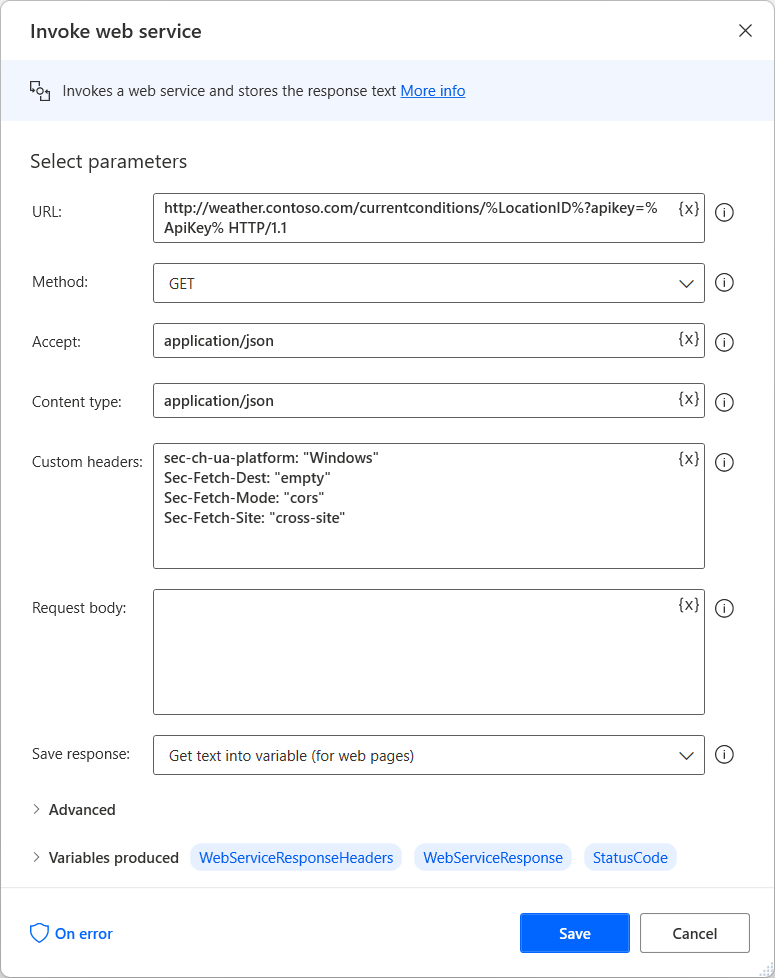 Invoke web service
Invokes a web service and stores the response text More info
Select parameters
URL:
http://weather.contoso.com/currentconditions/%LocationID%?apikey=%
ApiKey% HTTP/1.1
{x}
Method:
GET
Accept:
application/json
{x}
Content type:
application/json
{x}
Custom headers:
sec-ch-ua-platform: "Windows"
Sec-Fetch-Dest: "empty"
Sec-Fetch-Mode: "cors"
Sec-Fetch-Site: "cross-site"
{x}
Request body:
{x}
Save response:
Get text into variable (for web pages)
Advanced
Variables produced WebServiceResponseHeaders WebServiceResponse StatusCode
On error
Save
Cancel